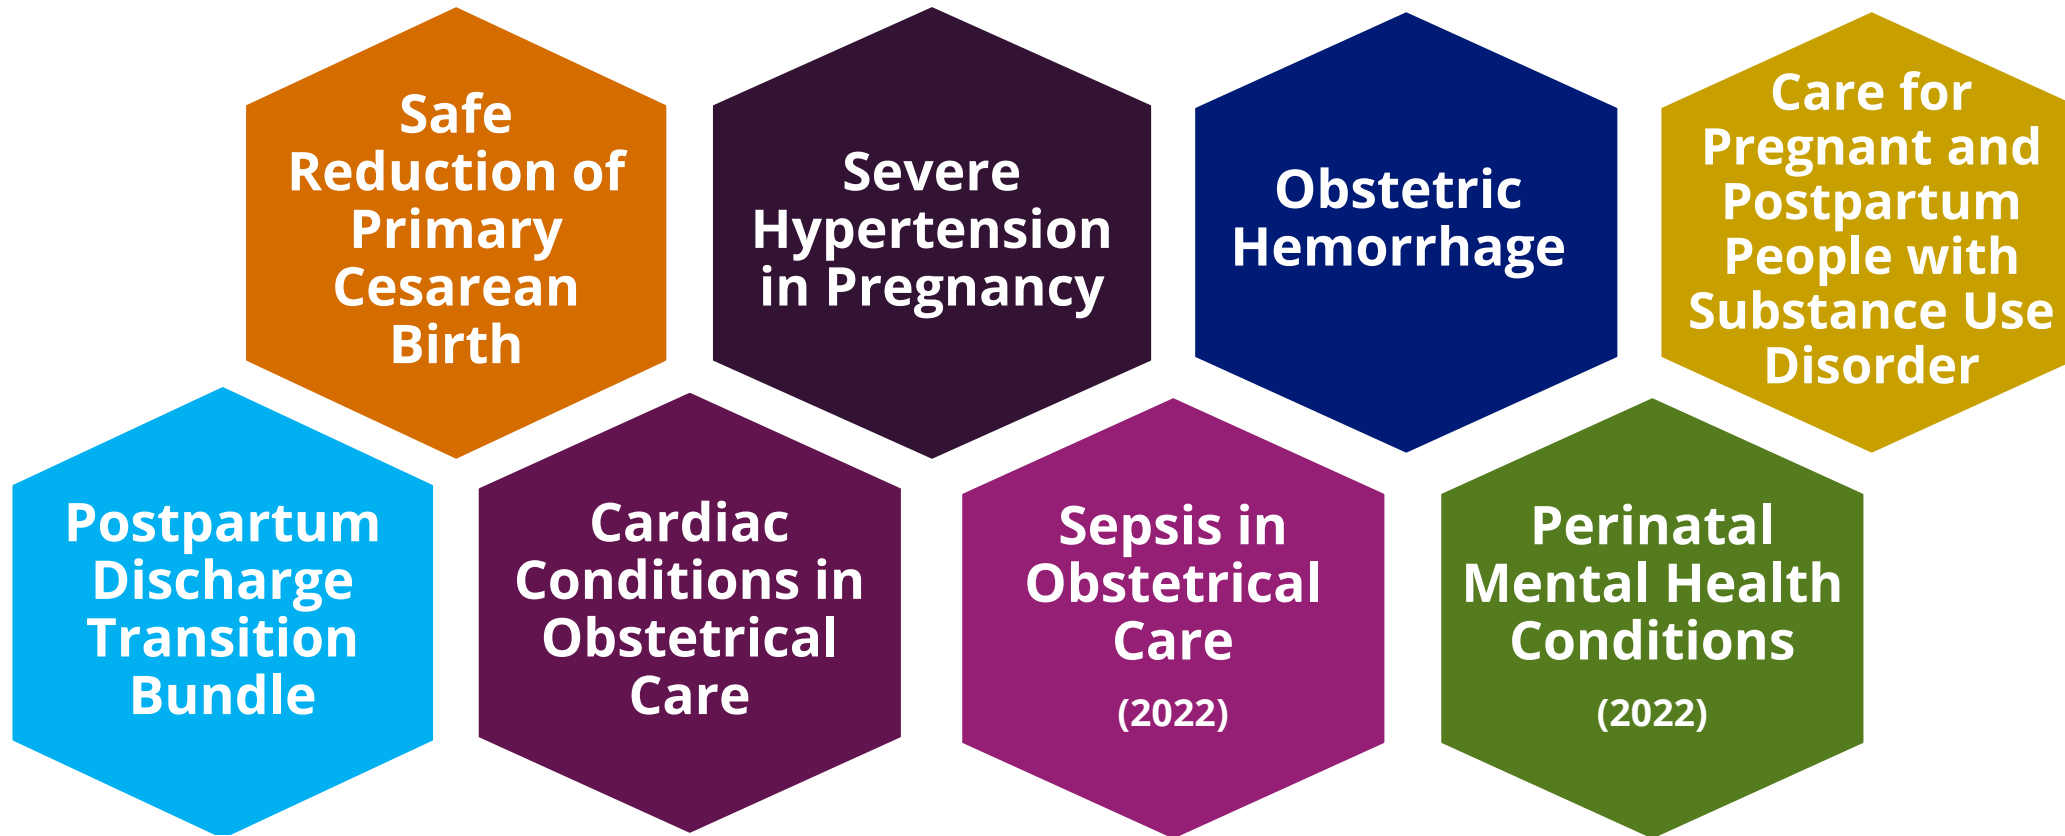 Safe
Reduction of
Primary
Cesarean
Birth
Severe
Hypertension
in Pregnancy
Obstetric
Hemorrhage
Care for
Pregnant and
Postpartum
People with
Substance Use
Disorder
Postpartum
Discharge
Transition
Bundle
Cardiac
Conditions in
Obstetrical
Care
Sepsis in
Obstetrical
Care
(2022)
Perinatal
Mental Health
Conditions
(2022)